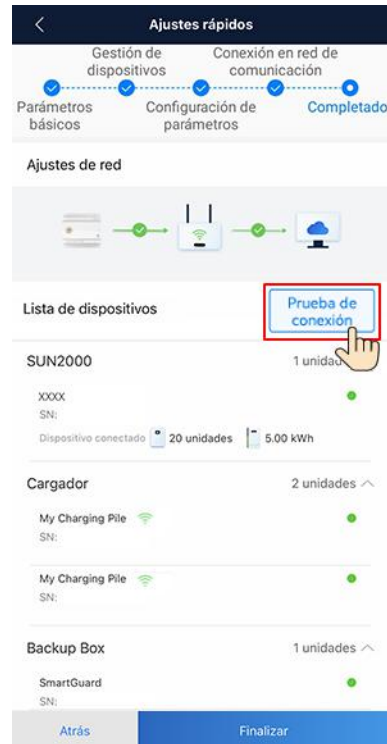 Ajustes rápidos
Gestión de
dispositivos
Conexión en red de
comunicación
Parámetros
básicos
Configuración de
parámetros
Completado
Ajustes de red
Lista de dispositivos
Prueba de
conexión
SUN2000
1 unidad
XXXX
SN:
Dispositivo conectado 20 unidades 5.00 kWh
Cargador 2 unidades
My Charging Pile
SN:
My Charging Pile
SN:
Backup Box 1 unidades
SmartGuard
SN:
Atrás Finalizar